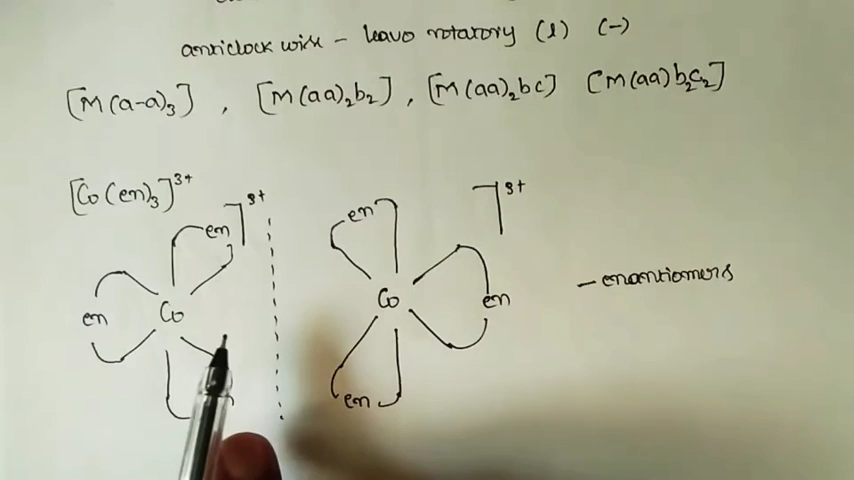 anticlock wise - leavo rotatory (l) (-)
[M(a-a)₃] , [M(aa)₂b₂] , [M(aa)₂bc] [M(aa)b₂c₂]
[Co(en)₃]³⁺
en ]³⁺
en Co
en ]³⁺
Co en
en
- enantiomers